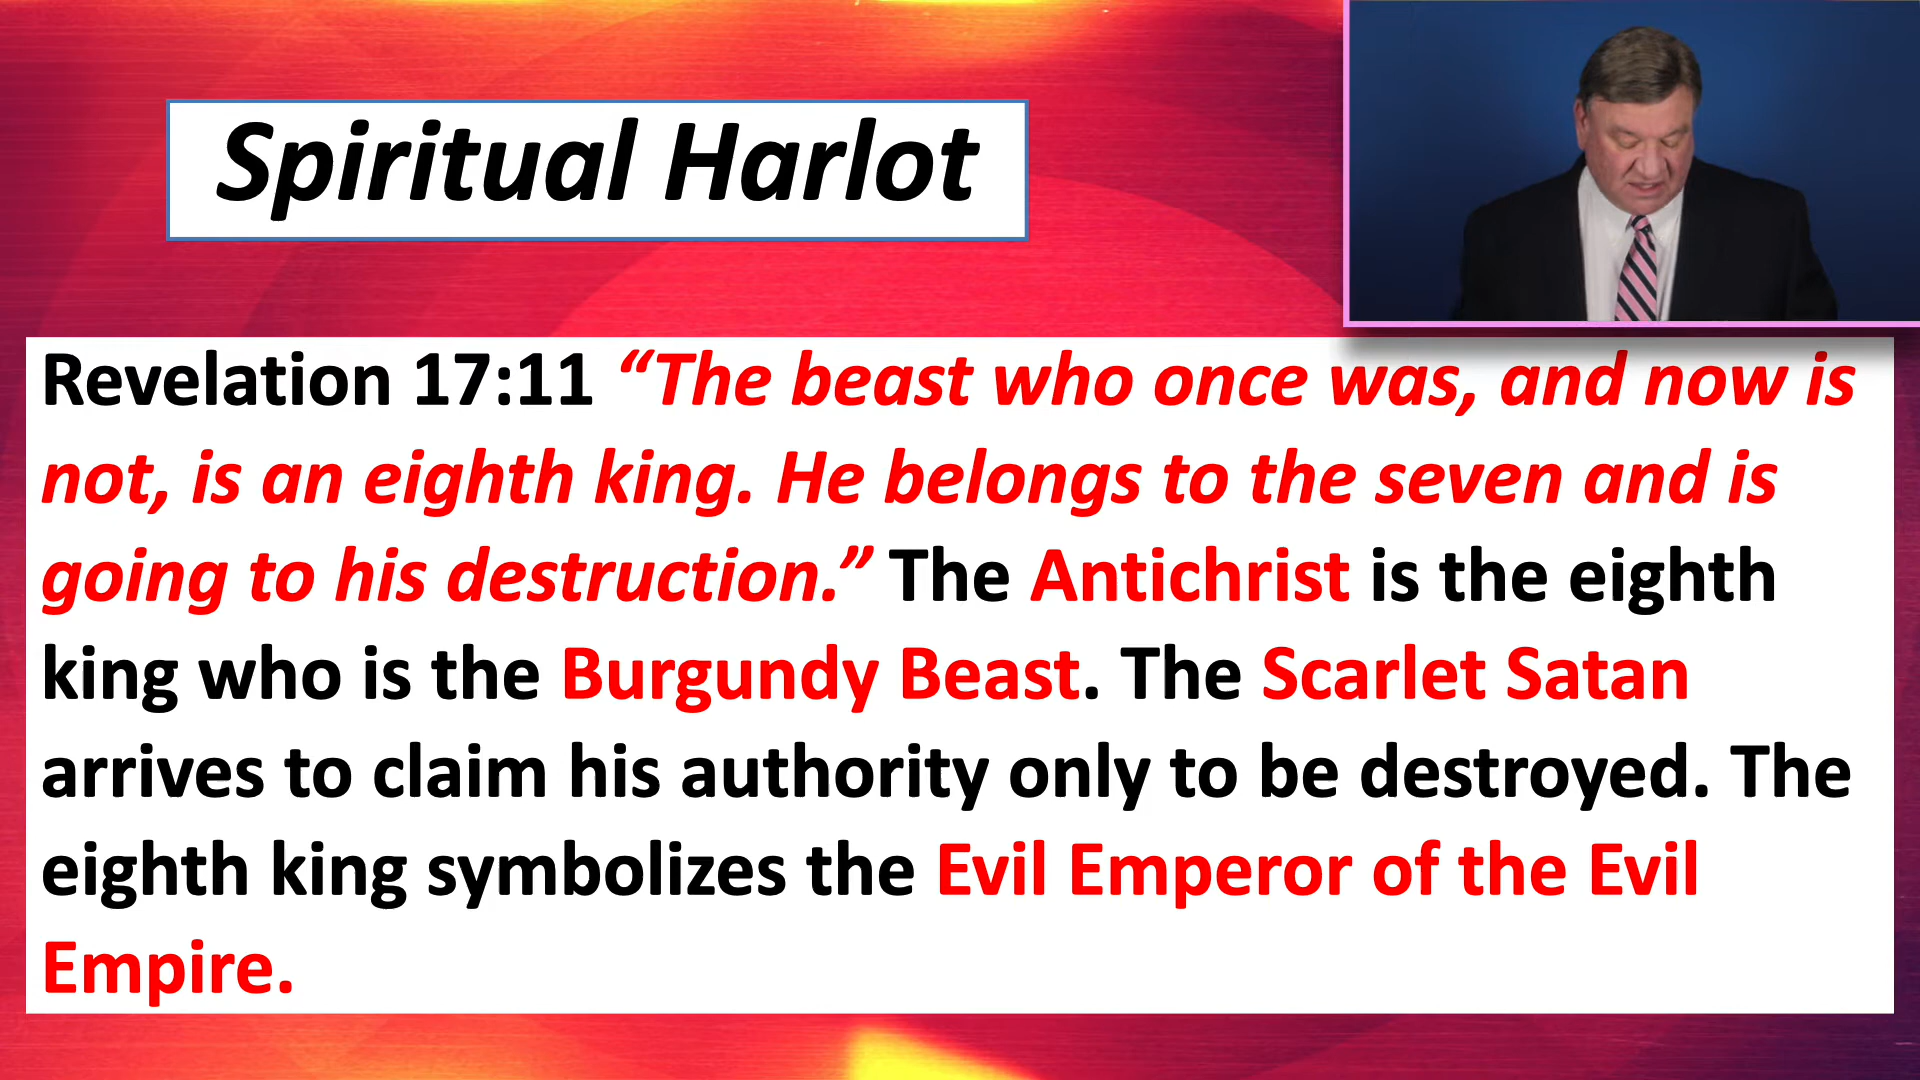 Spiritual Harlot
Revelation 17:11 “The beast who once was, and now is
not, is an eighth king. He belongs to the seven and is
going to his destruction.” The Antichrist is the eighth
king who is the Burgundy Beast. The Scarlet Satan
arrives to claim his authority only to be destroyed. The
eighth king symbolizes the Evil Emperor of the Evil
Empire.